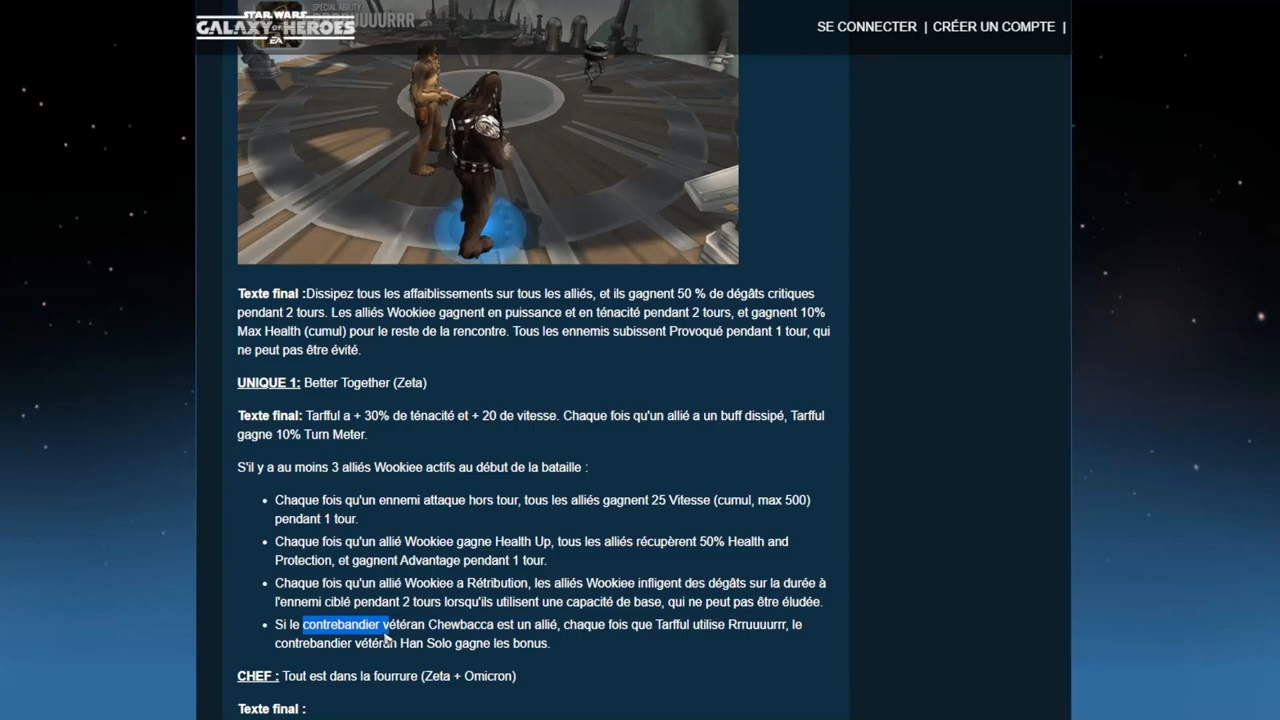 STAR WARS
GALAXY OF HEROES
EA
SPECIAL ABILITY
SE CONNECTER | CRÉER UN COMPTE |
Texte final :Dissipez tous les affaiblissements sur tous les alliés, et ils gagnent 50 % de dégâts critiques
pendant 2 tours. Les alliés Wookiee gagnent en puissance et en ténacité pendant 2 tours, et gagnent 10%
Max Health (cumul) pour le reste de la rencontre. Tous les ennemis subissent Provoqué pendant 1 tour, qui
ne peut pas être évité.
UNIQUE 1: Better Together (Zeta)
Texte final: Tarfful a + 30% de ténacité et + 20 de vitesse. Chaque fois qu'un allié a un buff dissipé, Tarfful
gagne 10% Turn Meter.
S'il y a au moins 3 alliés Wookiee actifs au début de la bataille :
• Chaque fois qu'un ennemi attaque hors tour, tous les alliés gagnent 25 Vitesse (cumul, max 500)
pendant 1 tour.
• Chaque fois qu'un allié Wookiee gagne Health Up, tous les alliés récupèrent 50% Health and
Protection, et gagnent Advantage pendant 1 tour.
• Chaque fois qu'un allié Wookiee a Rétribution, les alliés Wookiee infligent des dégâts sur la durée à
l'ennemi ciblé pendant 2 tours lorsqu'ils utilisent une capacité de base, qui ne peut pas être éludée.
• Si le contrebandier vétéran Chewbacca est un allié, chaque fois que Tarfful utilise Rrruuuurrr, le
contrebandier vétéran Han Solo gagne les bonus.
CHEF : Tout est dans la fourrure (Zeta + Omicron)
Texte final :